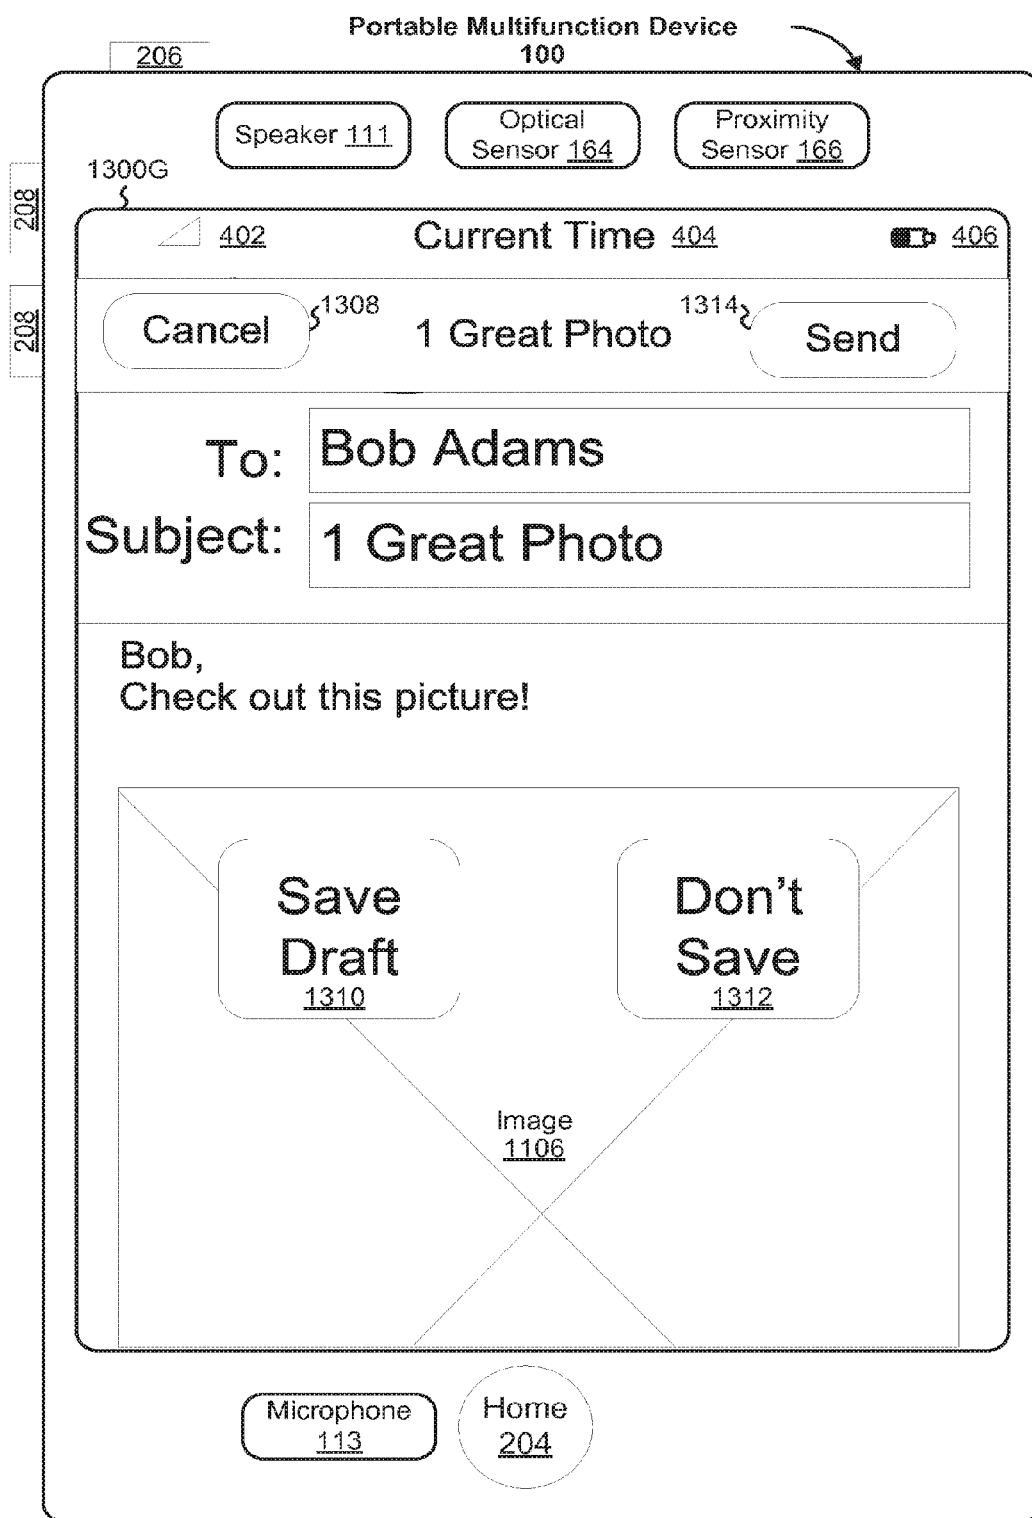 Portable Multifunction Device
100
206
Speaker 111
Optical
Sensor 164
Proximity
Sensor 166
1300G
208
208
402
Current Time 404
406
Cancel
1308
1 Great Photo
1314
Send
To:
Bob Adams
Subject:
1 Great Photo
Bob,
Check out this picture!
Save
Draft
1310
Don't
Save
1312
Image
1106
Microphone
113
Home
204